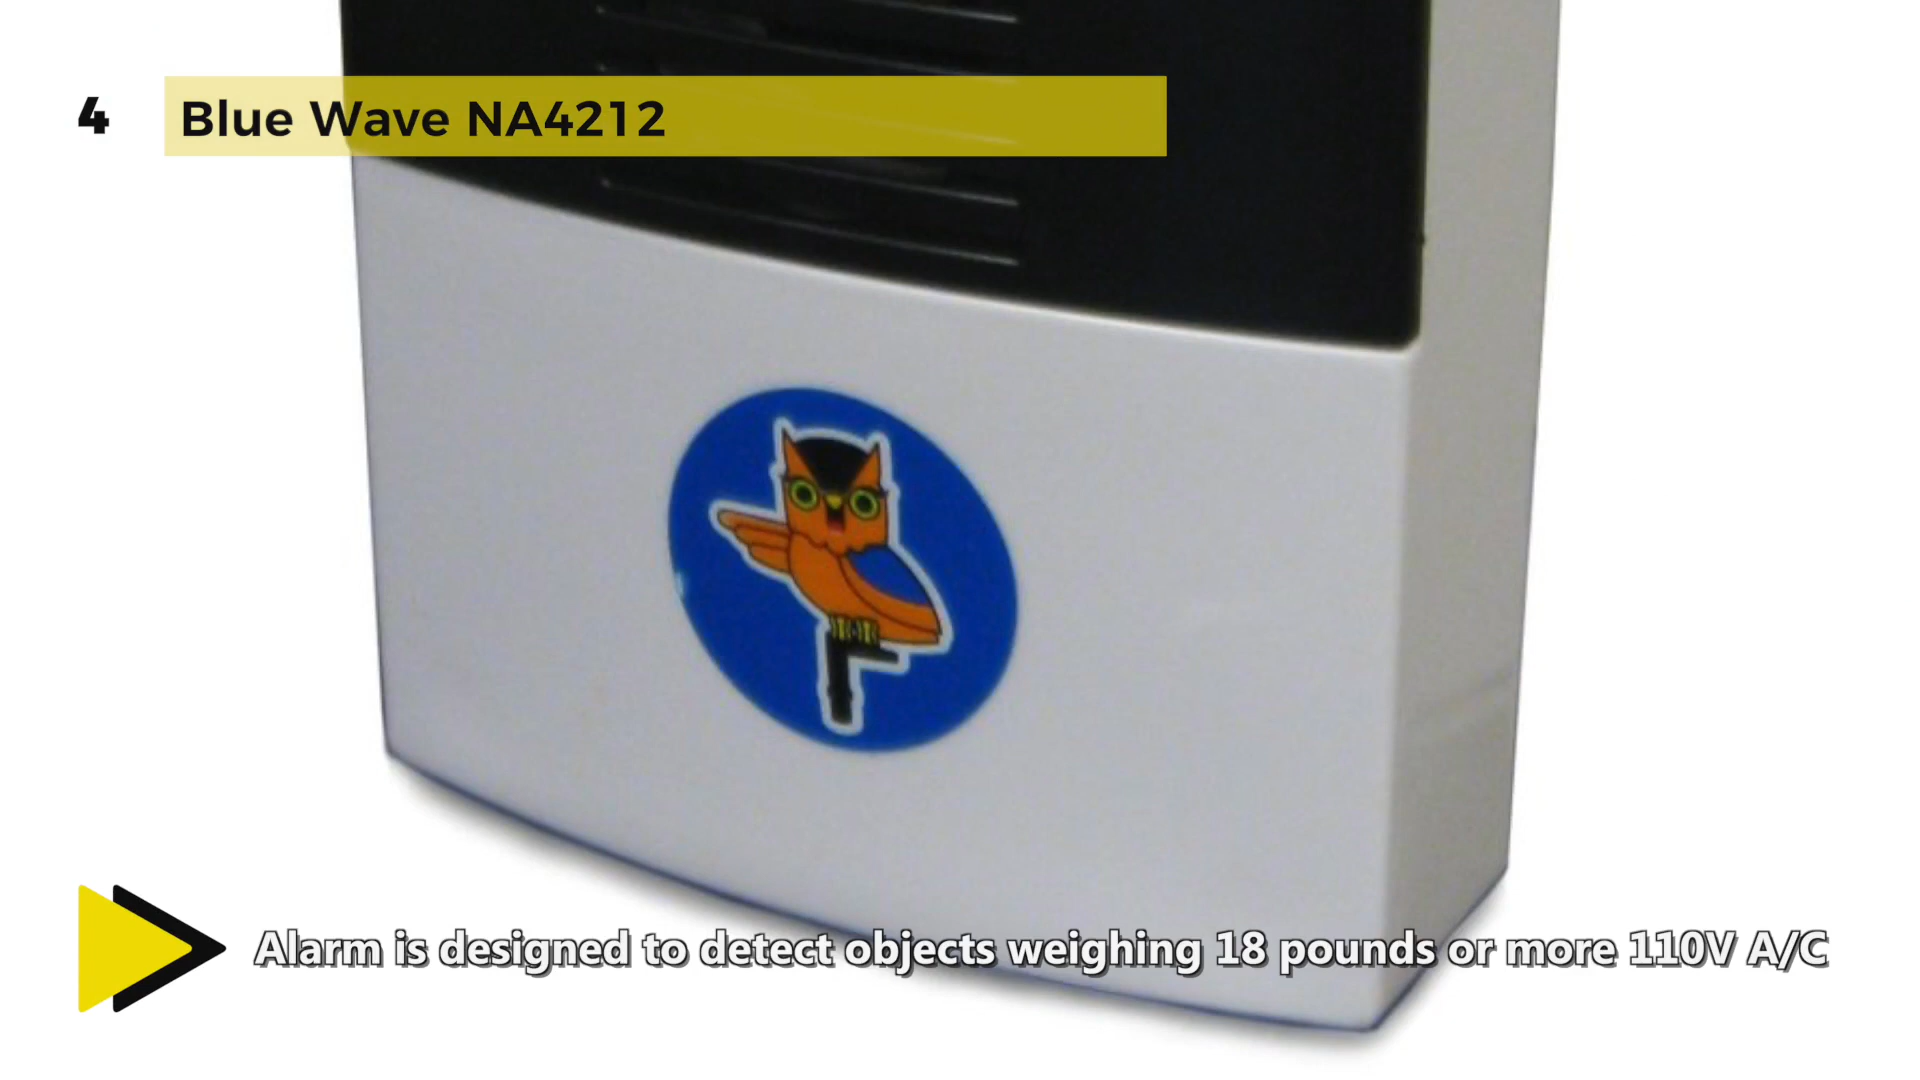 4
Blue Wave NA4212
Alarm is designed to detect objects weighing 18 pounds or more 110V A/C